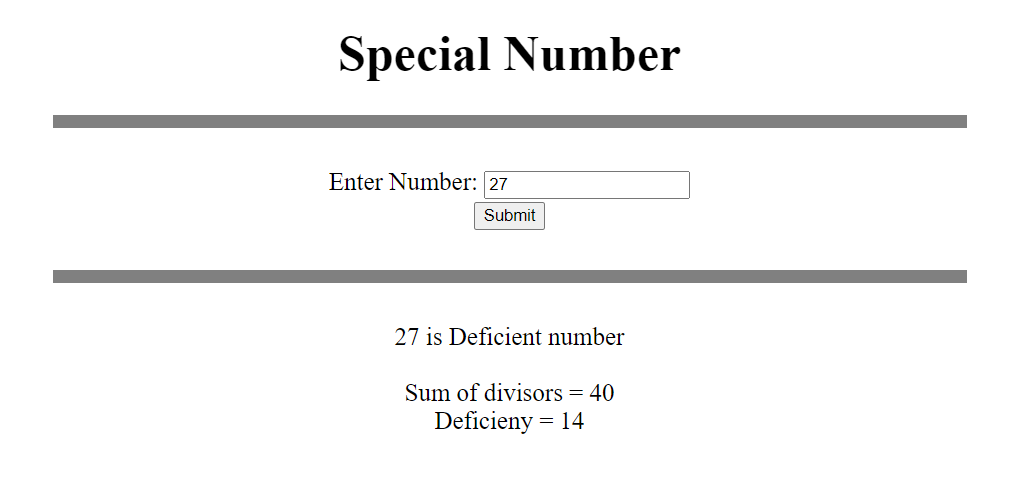 Special Number
Enter Number: 27
Submit
27 is Deficient number
Sum of divisors = 40
Deficieny = 14